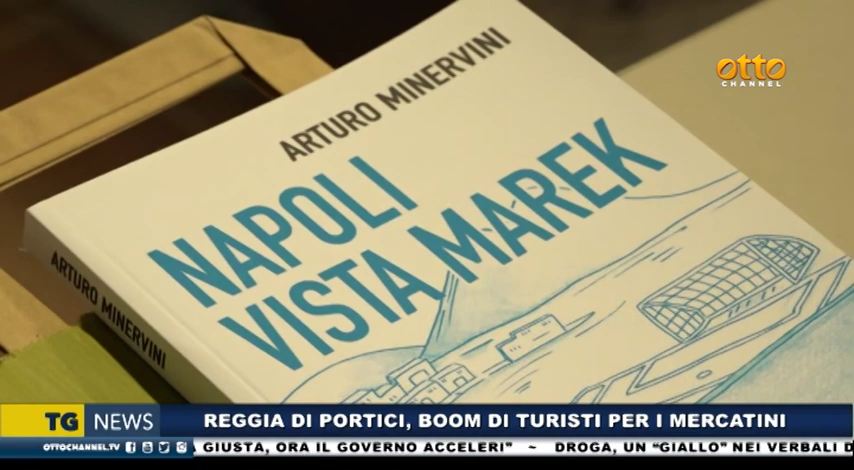 otto
CHANNEL
ARTURO MINERVINI
NAPOLI
VISTA MAREK
ARTURO MINERVINI
TG NEWS
REGGIA DI PORTICI, BOOM DI TURISTI PER I MERCATINI
OTTOCHANNEL.TV
A GIUSTA, ORA IL GOVERNO ACCELERI" ~ DROGA, UN "GIALLO" NEI VERBALI D